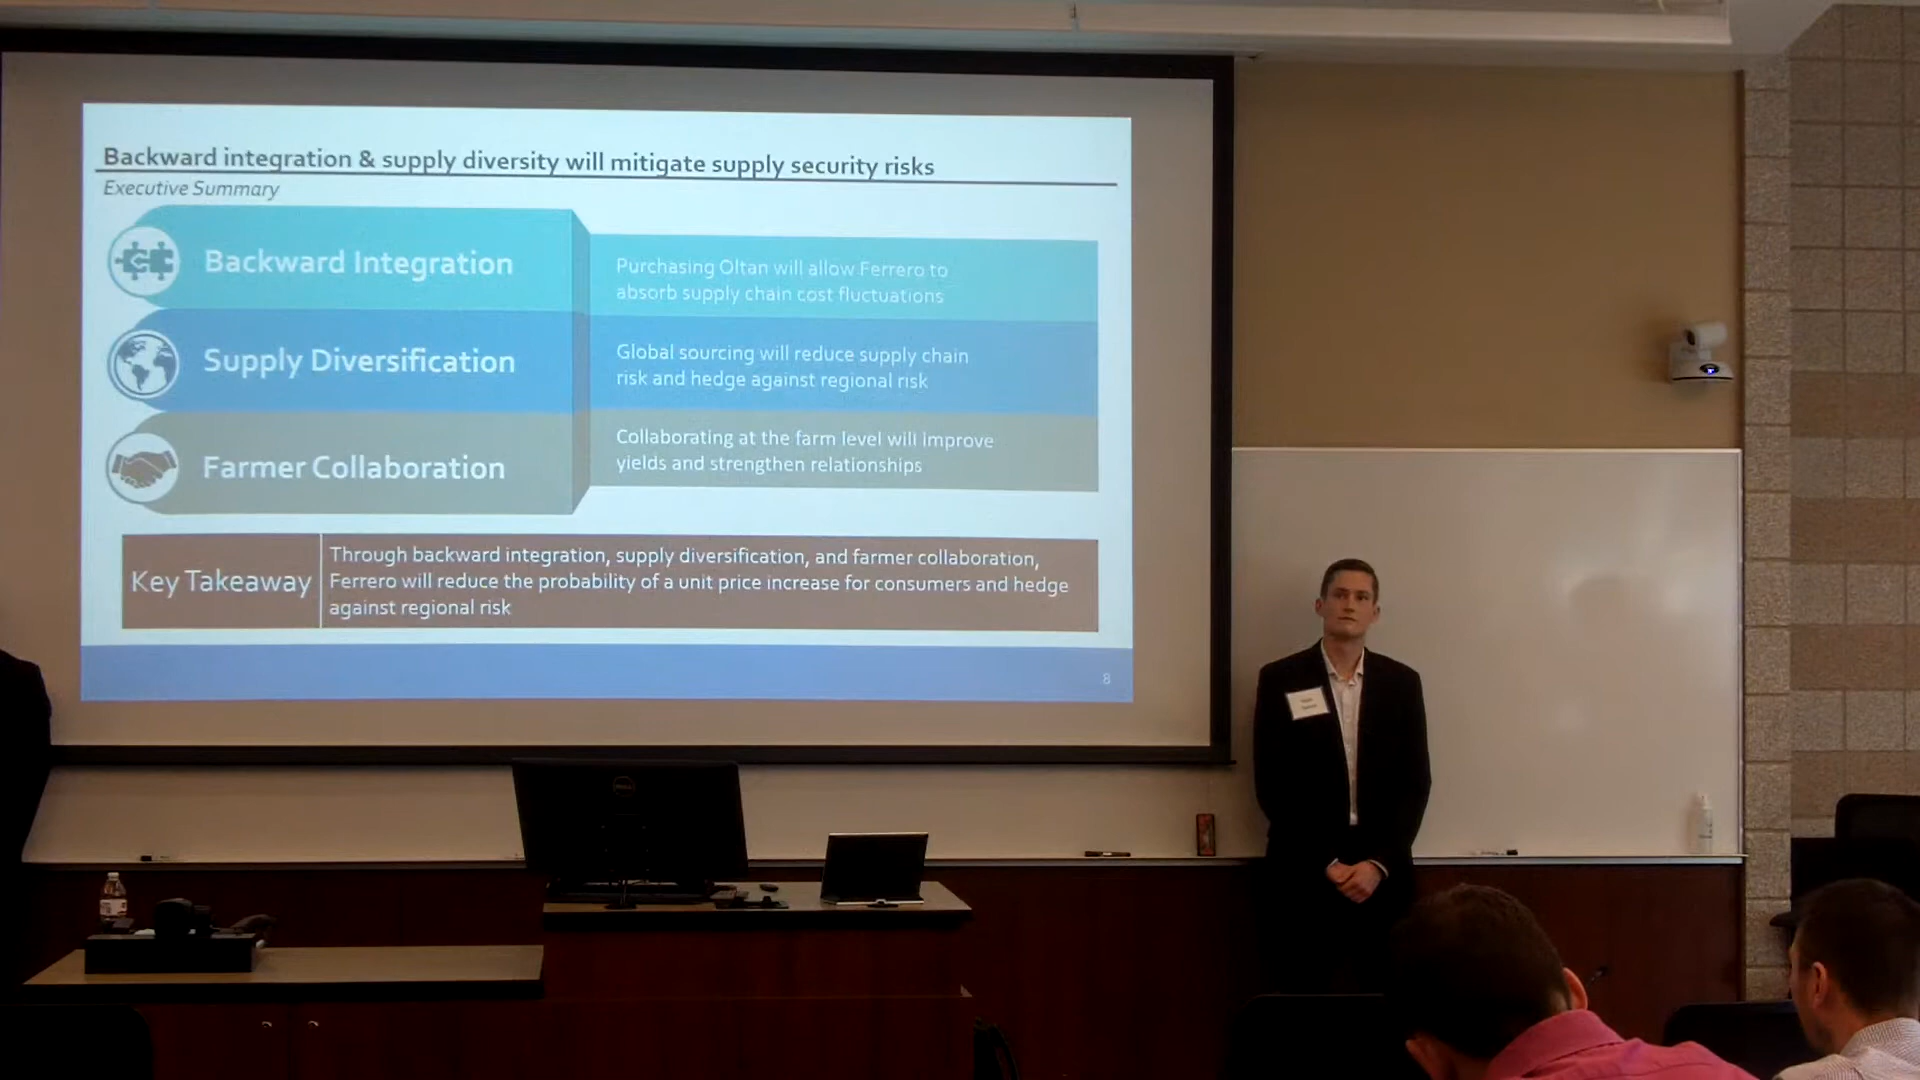 Backward integration & supply diversity will mitigate supply security risks
Executive Summary
Backward Integration
Purchasing Oltan will allow Ferrero to
absorb supply chain cost fluctuations
Supply Diversification
Global sourcing will reduce supply chain
risk and hedge against regional risk
Farmer Collaboration
Collaborating at the farm level will improve
yields and strengthen relationships
Key Takeaway
Through backward integration, supply diversification, and farmer collaboration,
Ferrero will reduce the probability of a unit price increase for consumers and hedge
against regional risk
8
DELL